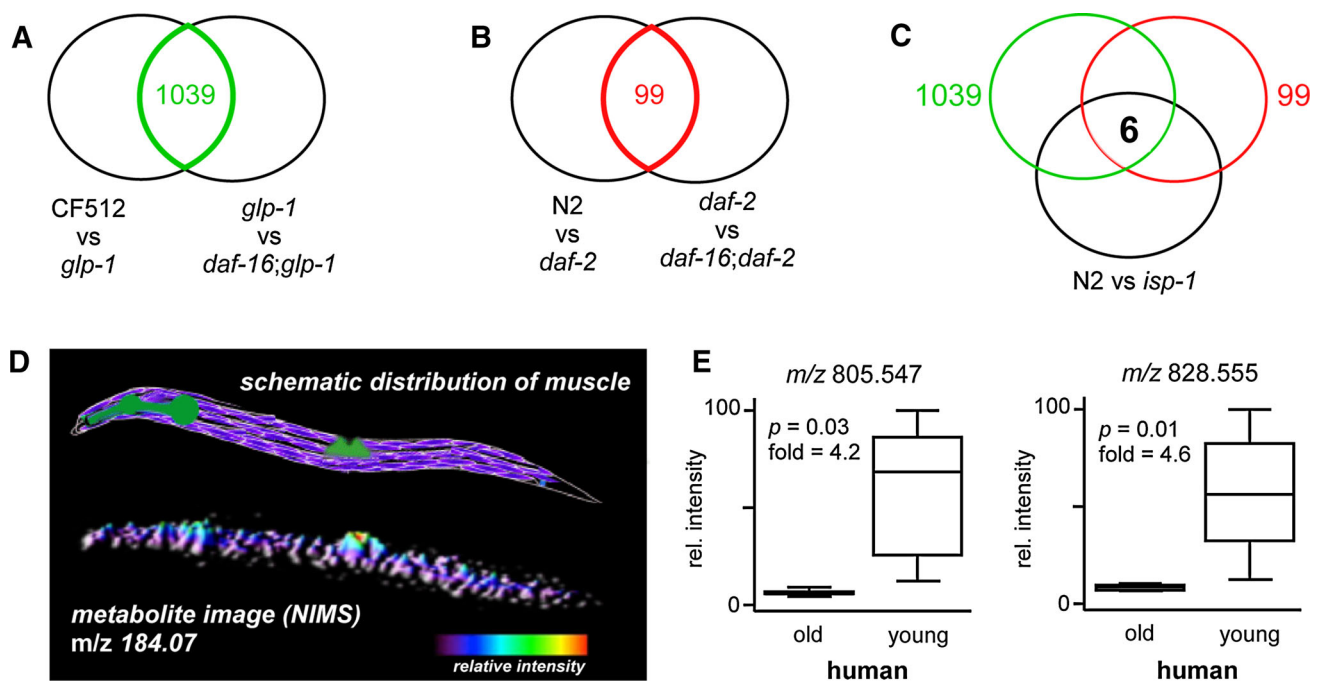 A
1039
CF512
vs
glp-1
glp-1
vs
daf-16;glp-1
B
99
N2
vs
daf-2
daf-2
vs
daf-16;daf-2
C
1039
99
6
N2 vs isp-1
D
schematic distribution of muscle
metabolite image (NIMS)
m/z 184.07
relative intensity
E
m/z 805.547
100
p = 0.03
fold = 4.2
rel. intensity
0
old young
human
m/z 828.555
100
p = 0.01
fold = 4.6
rel. intensity
0
old young
human